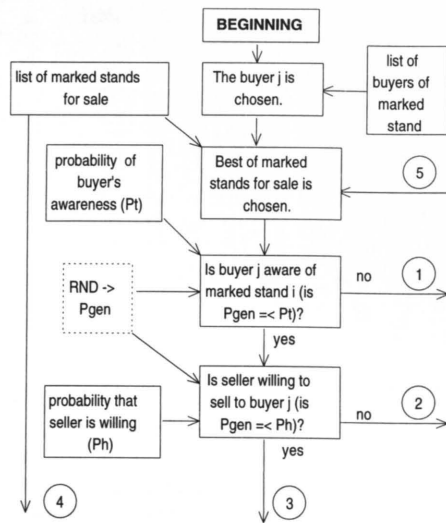 BEGINNING
list of marked stands
for sale
The buyer j is
chosen.
list of
buyers of
marked
stand
probability of
buyer's
awareness (Pt)
Best of marked
stands for sale is
chosen.
5
RND ->
Pgen
Is buyer j aware of
marked stand i (is
Pgen =< Pt)?
no
1
yes
probability that
seller is willing
(Ph)
Is seller willing to
sell to buyer j (is
Pgen =< Ph)?
no
2
yes
4
3